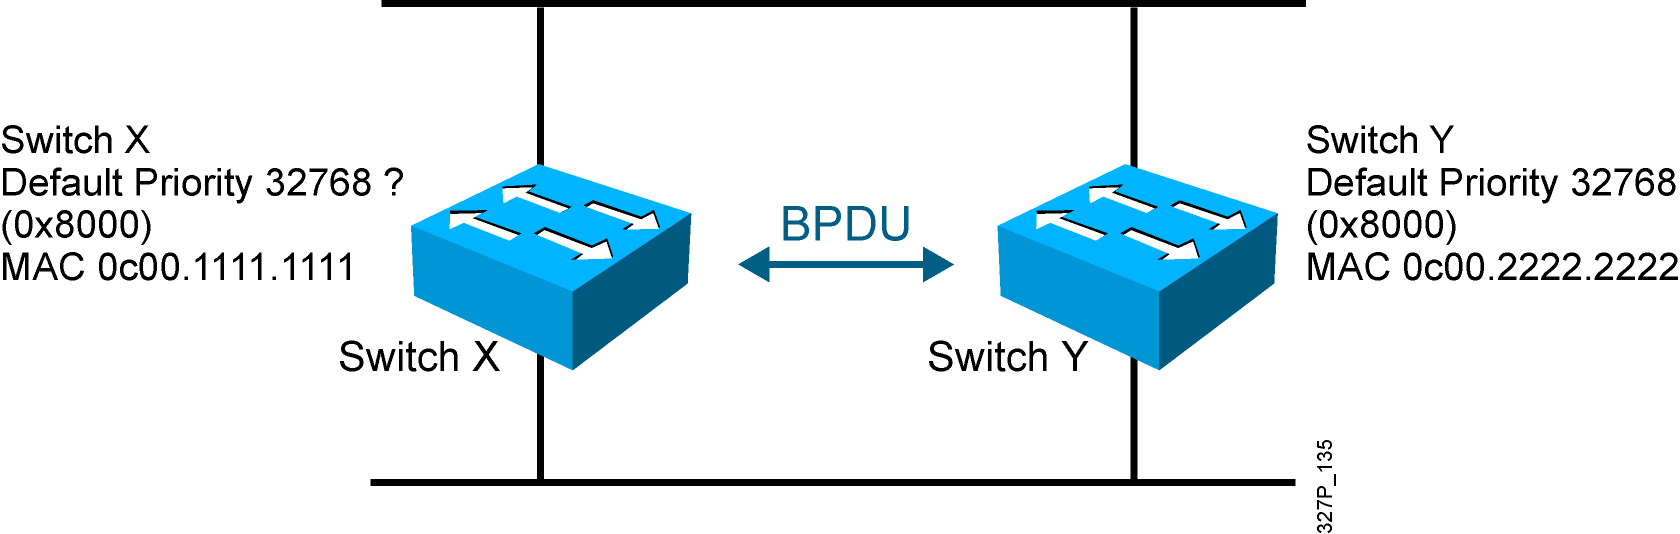 Switch X
Default Priority 32768 ?
(0x8000)
MAC 0c00.1111.1111
BPDU
Switch Y
Default Priority 32768
(0x8000)
MAC 0c00.2222.2222
Switch X
Switch Y
327P_135